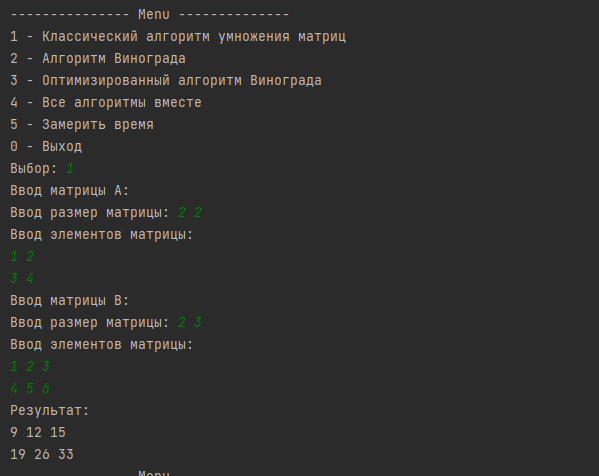 --------------- Menu --------------
1 - Классический алгоритм умножения матриц
2 - Алгоритм Винограда
3 - Оптимизированный алгоритм Винограда
4 - Все алгоритмы вместе
5 - Замерить время
0 - Выход
Выбор: 1
Ввод матрицы A:
Ввод размер матрицы: 2 2
Ввод элементов матрицы:
1 2
3 4
Ввод матрицы B:
Ввод размер матрицы: 2 3
Ввод элементов матрицы:
1 2 3
4 5 6
Результат:
9 12 15
19 26 33
--------------- Menu --------------